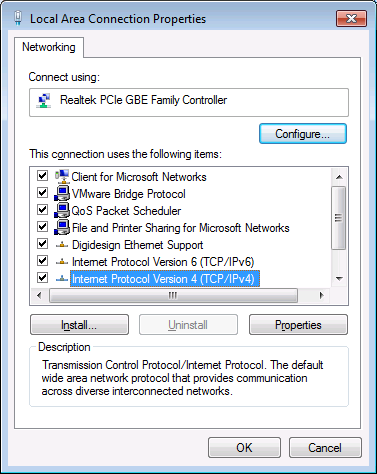 Local Area Connection Properties
Networking
Connect using:
Realtek PCIe GBE Family Controller
Configure...
This connection uses the following items:
Client for Microsoft Networks
VMware Bridge Protocol
QoS Packet Scheduler
File and Printer Sharing for Microsoft Networks
Digidesign Ethernet Support
Internet Protocol Version 6 (TCP/IPv6)
Internet Protocol Version 4 (TCP/IPv4)
Install...
Uninstall
Properties
Description
Transmission Control Protocol/Internet Protocol. The default
wide area network protocol that provides communication
across diverse interconnected networks.
OK
Cancel